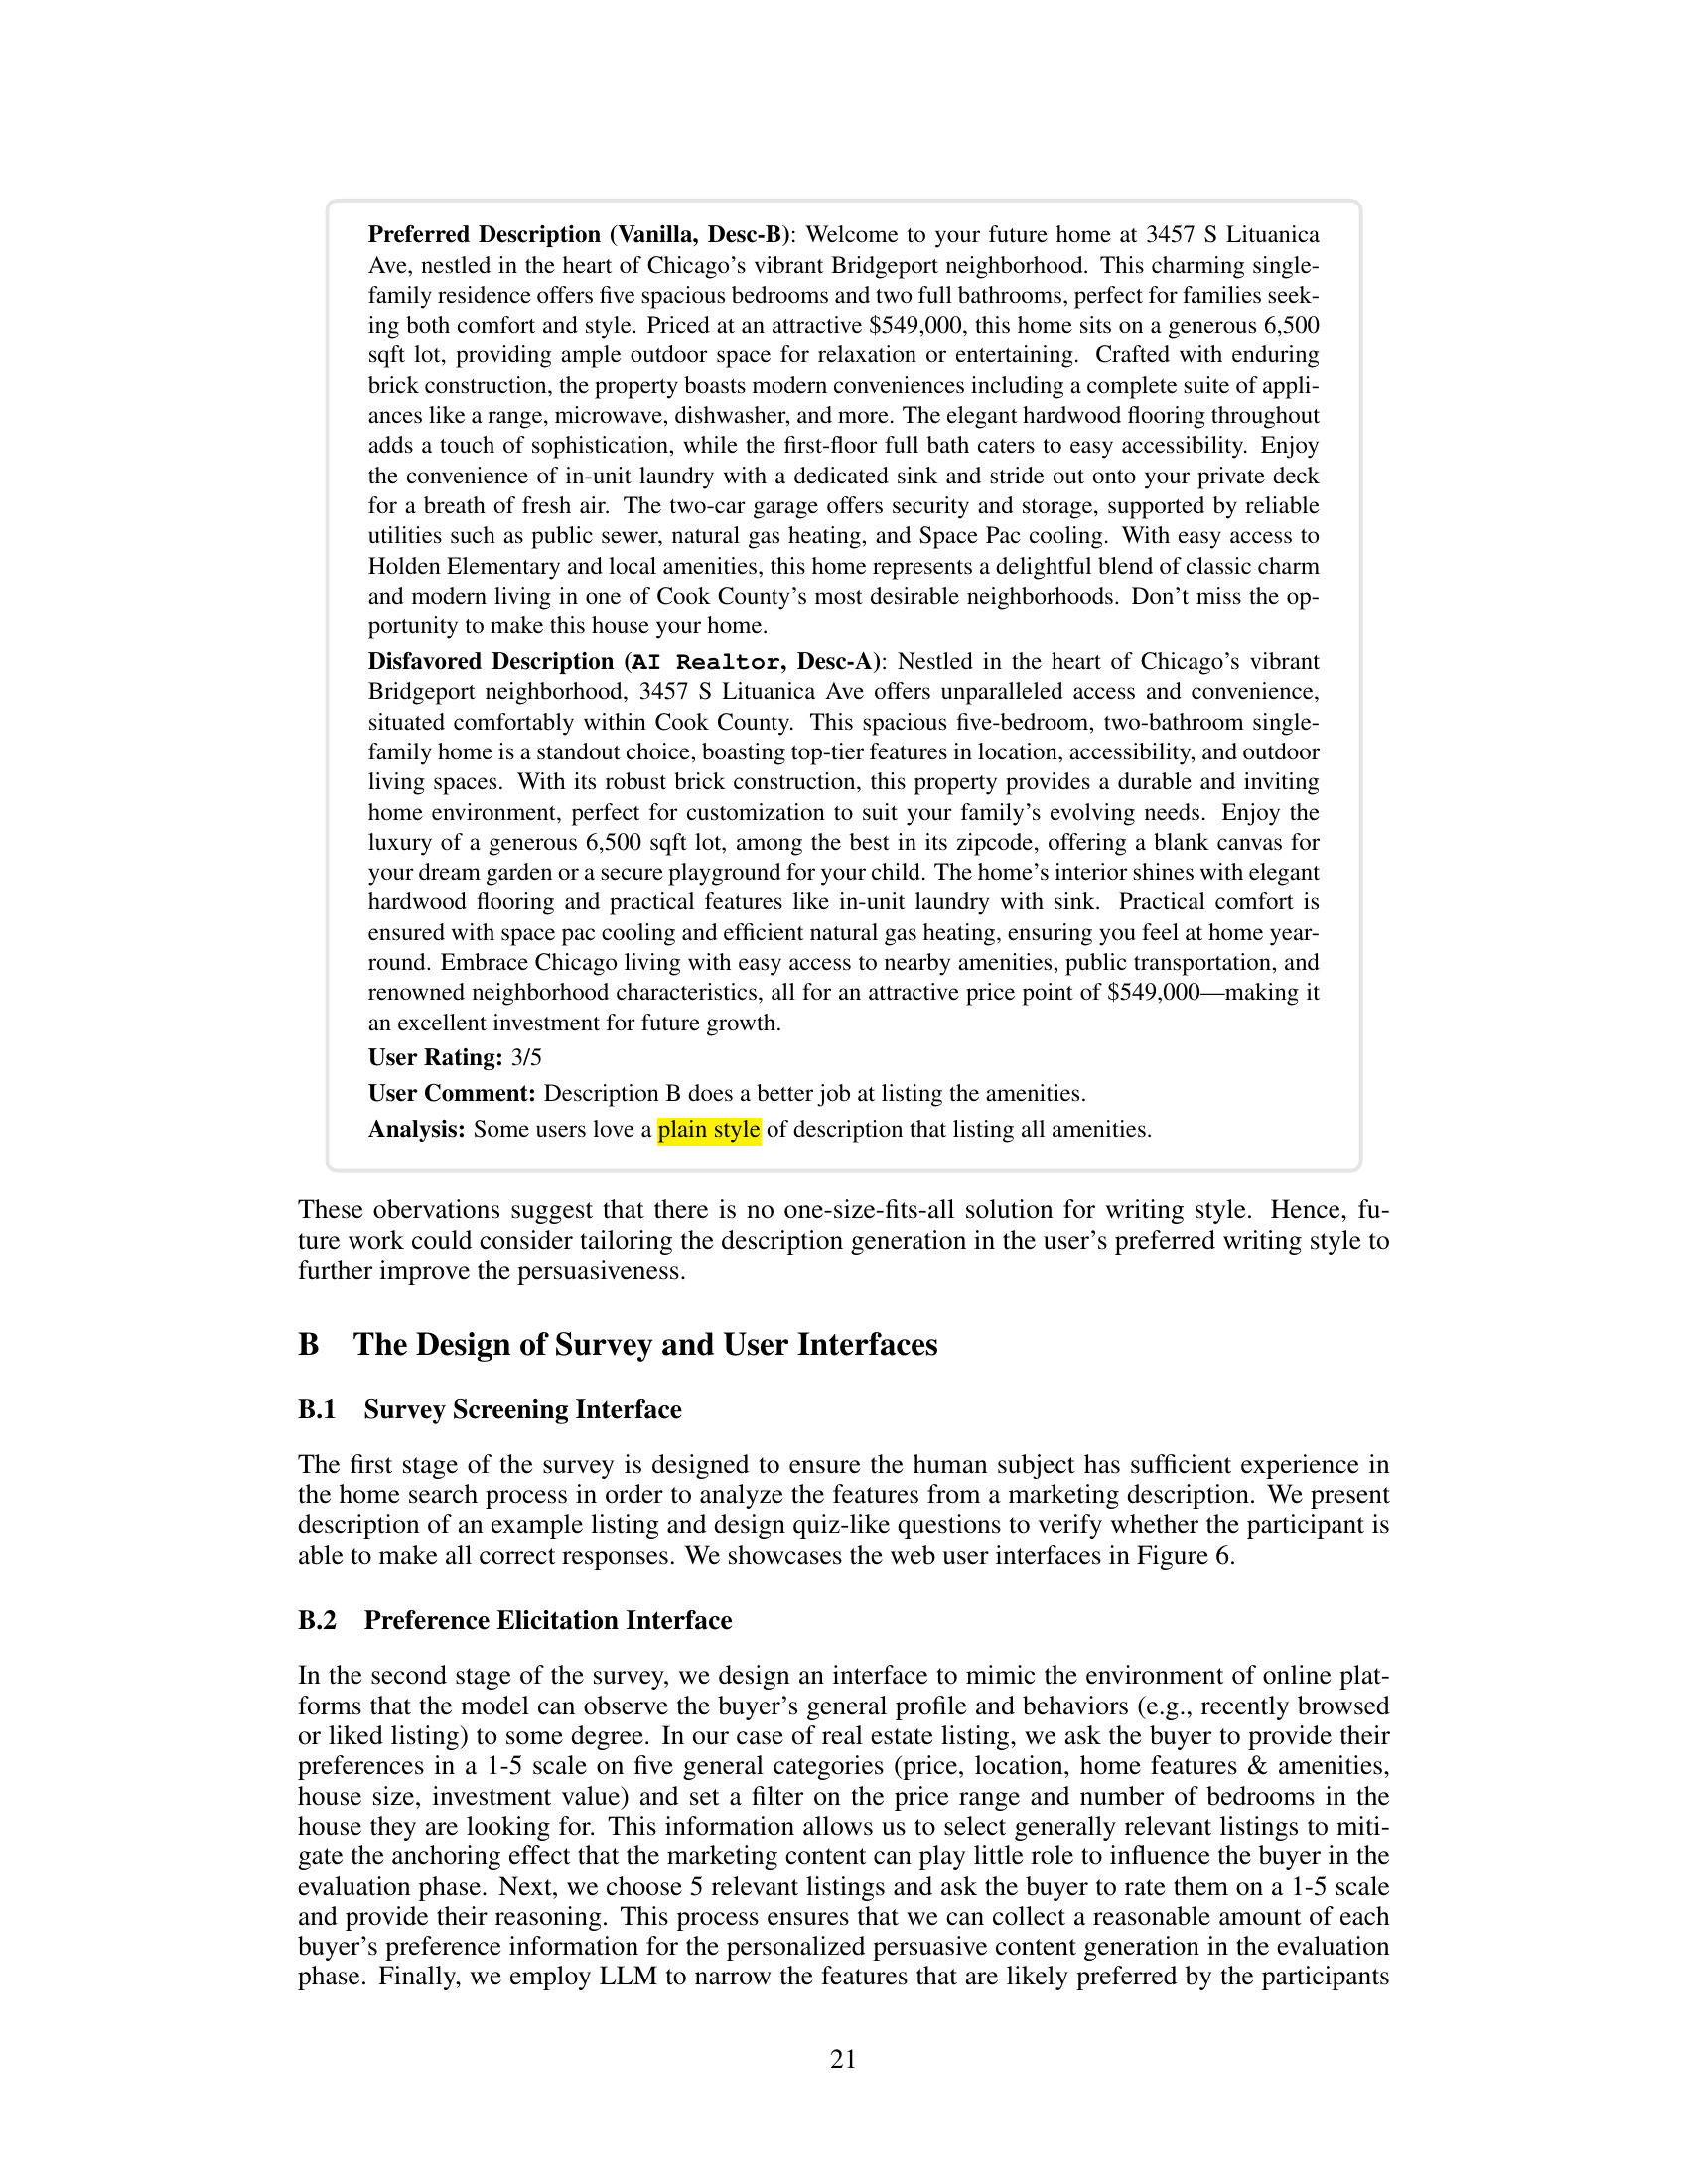 Preferred Description (Vanilla, Desc-B): Welcome to your future home at 3457 S Lituanica
Ave, nestled in the heart of Chicago's vibrant Bridgeport neighborhood. This charming single-
family residence offers five spacious bedrooms and two full bathrooms, perfect for families seek-
ing both comfort and style. Priced at an attractive $549,000, this home sits on a generous 6,500
sqft lot, providing ample outdoor space for relaxation or entertaining. Crafted with enduring
brick construction, the property boasts modern conveniences including a complete suite of appli-
ances like a range, microwave, dishwasher, and more. The elegant hardwood flooring throughout
adds a touch of sophistication, while the first-floor full bath caters to easy accessibility. Enjoy
the convenience of in-unit laundry with a dedicated sink and stride out onto your private deck
for a breath of fresh air. The two-car garage offers security and storage, supported by reliable
utilities such as public sewer, natural gas heating, and Space Pac cooling. With easy access to
Holden Elementary and local amenities, this home represents a delightful blend of classic charm
and modern living in one of Cook County's most desirable neighborhoods. Don't miss the op-
portunity to make this house your home.
Disfavored Description (AI Realtor, Desc-A): Nestled in the heart of Chicago's vibrant
Bridgeport neighborhood, 3457 S Lituanica Ave offers unparalleled access and convenience,
situated comfortably within Cook County. This spacious five-bedroom, two-bathroom single-
family home is a standout choice, boasting top-tier features in location, accessibility, and outdoor
living spaces. With its robust brick construction, this property provides a durable and inviting
home environment, perfect for customization to suit your family's evolving needs. Enjoy the
luxury of a generous 6,500 sqft lot, among the best in its zipcode, offering a blank canvas for
your dream garden or a secure playground for your child. The home's interior shines with elegant
hardwood flooring and practical features like in-unit laundry with sink. Practical comfort is
ensured with space pac cooling and efficient natural gas heating, ensuring you feel at home year-
round. Embrace Chicago living with easy access to nearby amenities, public transportation, and
renowned neighborhood characteristics, all for an attractive price point of $549,000—making it
an excellent investment for future growth.
User Rating: 3/5
User Comment: Description B does a better job at listing the amenities.
Analysis: Some users love a plain style of description that listing all amenities.
These obervations suggest that there is no one-size-fits-all solution for writing style. Hence, fu-
ture work could consider tailoring the description generation in the user's preferred writing style to
further improve the persuasiveness.
B The Design of Survey and User Interfaces
B.1 Survey Screening Interface
The first stage of the survey is designed to ensure the human subject has sufficient experience in
the home search process in order to analyze the features from a marketing description. We present
description of an example listing and design quiz-like questions to verify whether the participant is
able to make all correct responses. We showcases the web user interfaces in Figure 6.
B.2 Preference Elicitation Interface
In the second stage of the survey, we design an interface to mimic the environment of online plat-
forms that the model can observe the buyer's general profile and behaviors (e.g., recently browsed
or liked listing) to some degree. In our case of real estate listing, we ask the buyer to provide their
preferences in a 1-5 scale on five general categories (price, location, home features & amenities,
house size, investment value) and set a filter on the price range and number of bedrooms in the
house they are looking for. This information allows us to select generally relevant listings to miti-
gate the anchoring effect that the marketing content can play little role to influence the buyer in the
evaluation phase. Next, we choose 5 relevant listings and ask the buyer to rate them on a 1-5 scale
and provide their reasoning. This process ensures that we can collect a reasonable amount of each
buyer's preference information for the personalized persuasive content generation in the evaluation
phase. Finally, we employ LLM to narrow the features that are likely preferred by the participants
21